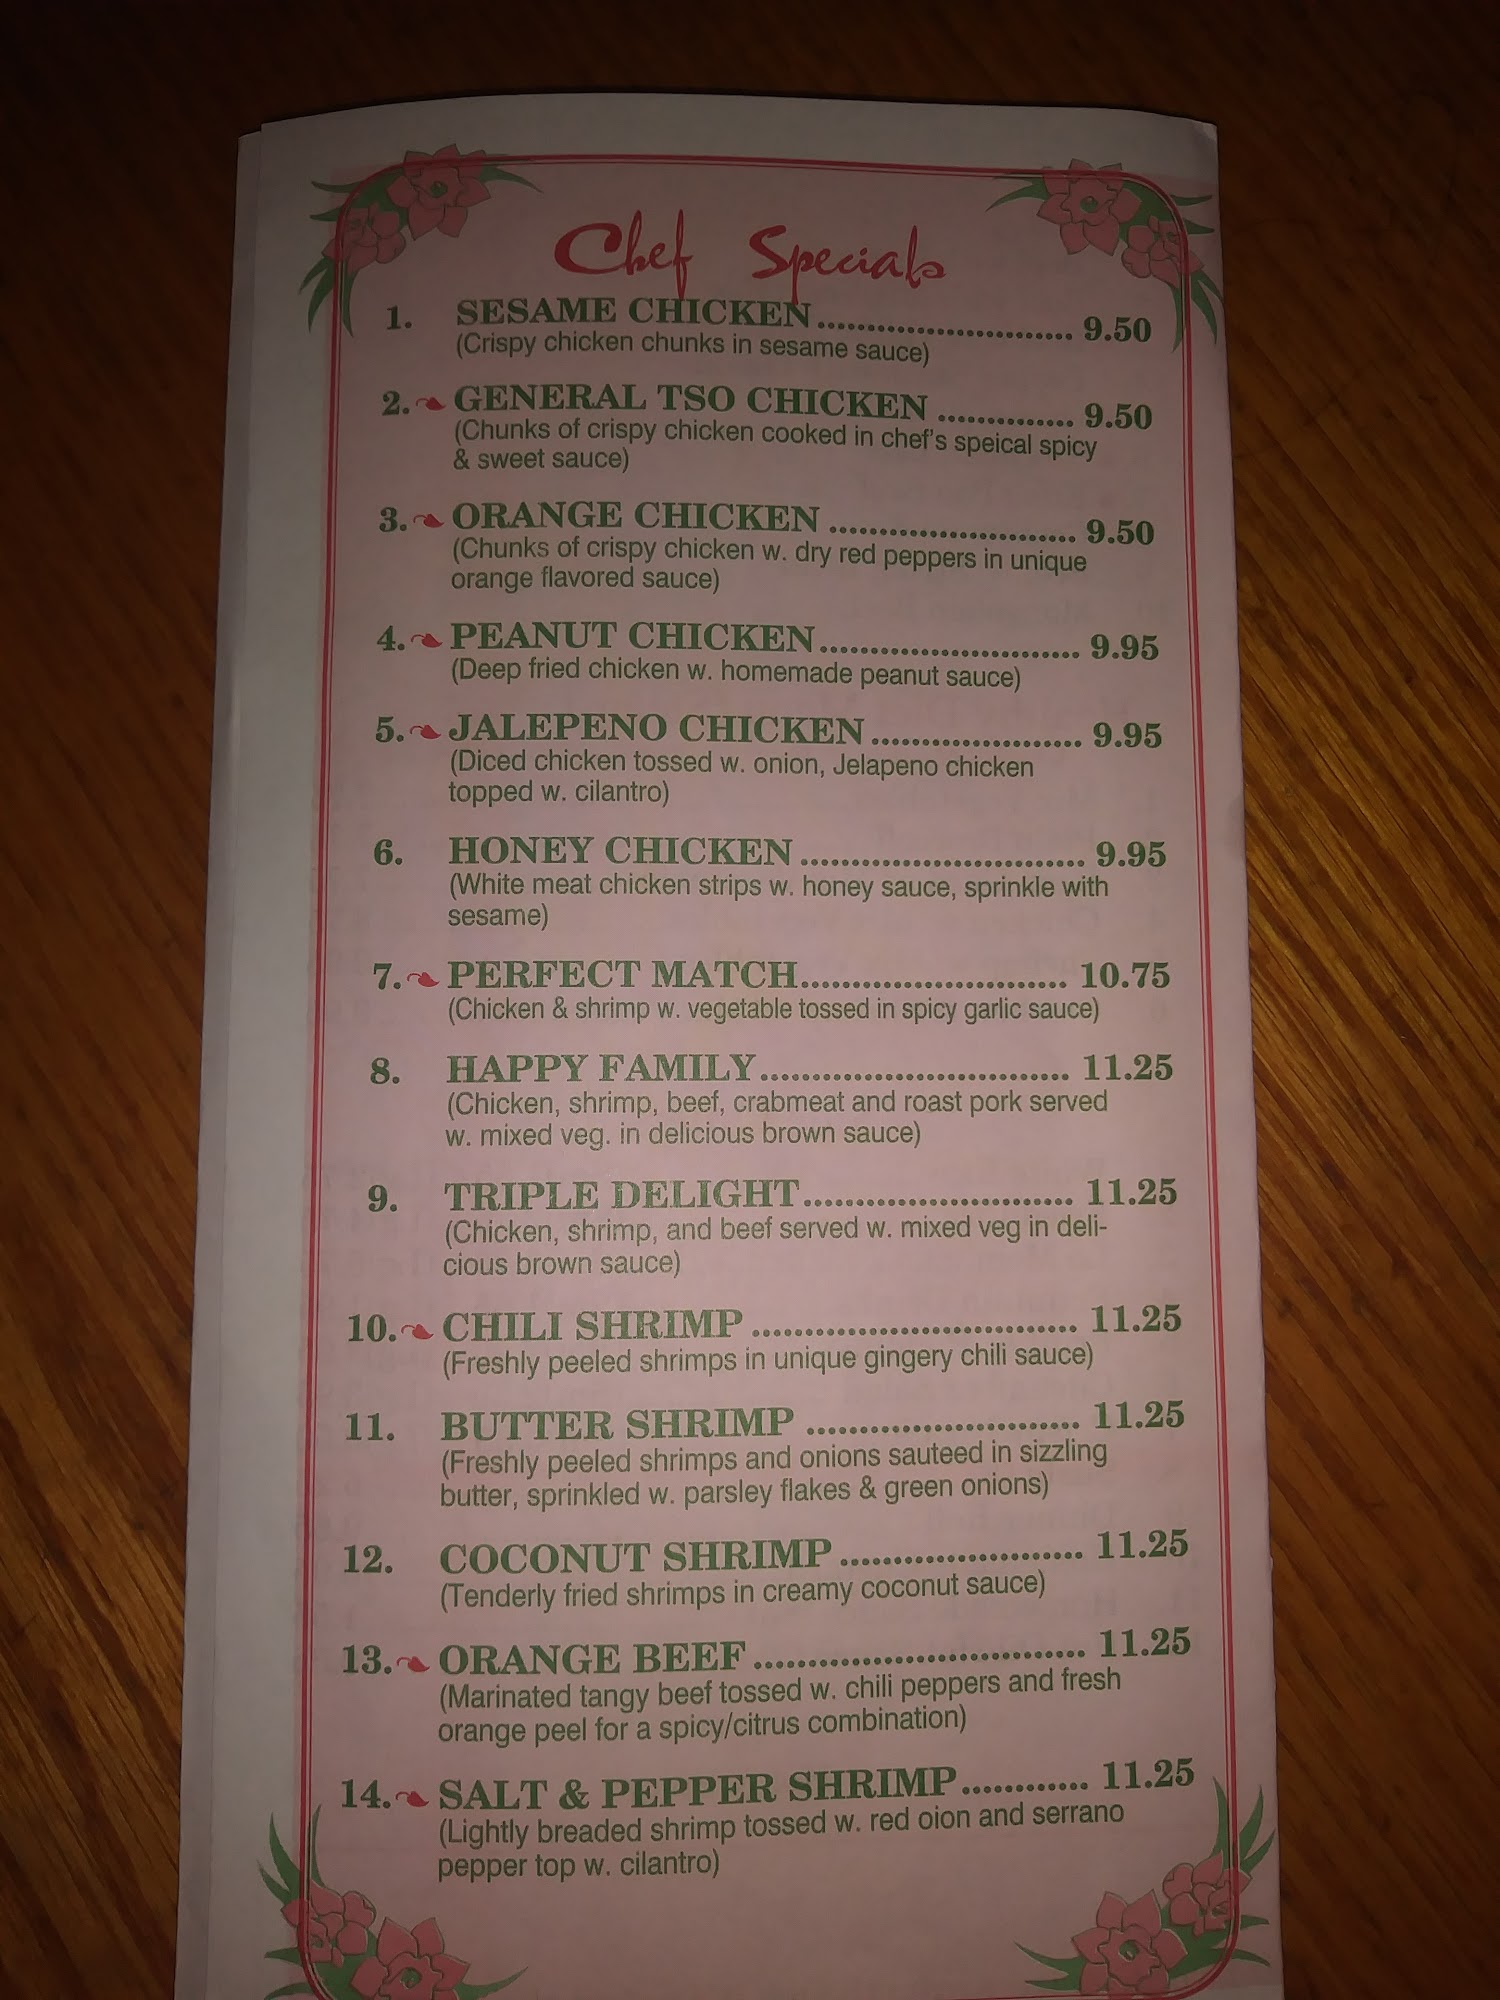 Chef Specials
1. SESAME CHICKEN.......................... 9.50
(Crispy chicken chunks in sesame sauce)
2. GENERAL TSO CHICKEN .............. 9.50
(Chunks of crispy chicken cooked in chef's speical spicy
& sweet sauce)
3. ORANGE CHICKEN ......................... 9.50
(Chunks of crispy chicken w. dry red peppers in unique
orange flavored sauce)
4. PEANUT CHICKEN.......................... 9.95
(Deep fried chicken w. homemade peanut sauce)
5. JALEPENO CHICKEN ..................... 9.95
(Diced chicken tossed w. onion, Jelapeno chicken
topped w. cilantro)
6. HONEY CHICKEN ............................ 9.95
(White meat chicken strips w. honey sauce, sprinkle with
sesame)
7. PERFECT MATCH.......................... 10.75
(Chicken & shrimp w. vegetable tossed in spicy garlic sauce)
8. HAPPY FAMILY.............................. 11.25
(Chicken, shrimp, beef, crabmeat and roast pork served
w. mixed veg. in delicious brown sauce)
9. TRIPLE DELIGHT.......................... 11.25
(Chicken, shrimp, and beef served w. mixed veg in deli-
cious brown sauce)
10. CHILI SHRIMP ............................... 11.25
(Freshly peeled shrimps in unique gingery chili sauce)
11. BUTTER SHRIMP .......................... 11.25
(Freshly peeled shrimps and onions sauteed in sizzling
butter, sprinkled w. parsley flakes & green onions)
12. COCONUT SHRIMP ....................... 11.25
(Tenderly fried shrimps in creamy coconut sauce)
13. ORANGE BEEF ............................... 11.25
(Marinated tangy beef tossed w. chili peppers and fresh
orange peel for a spicy/citrus combination)
14. SALT & PEPPER SHRIMP............ 11.25
(Lightly breaded shrimp tossed w. red oion and serrano
pepper top w. cilantro)